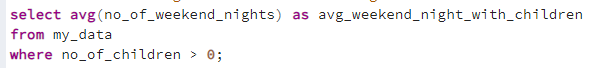 select avg(no_of_weekend_nights) as avg_weekend_night_with_children
from my_data
where no_of_children > 0;